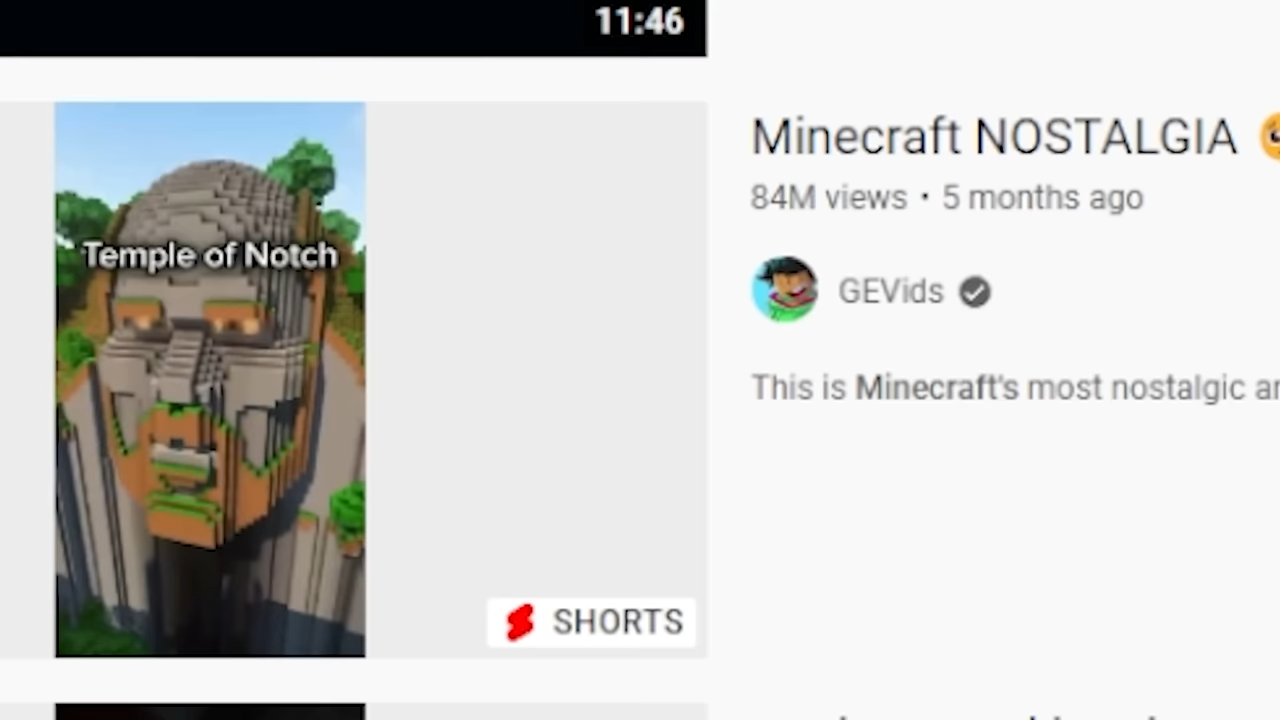 11:46
Minecraft NOSTALGIA
84M views • 5 months ago
Temple of Notch
GEVids
This is Minecraft's most nostalgic
SHORTS